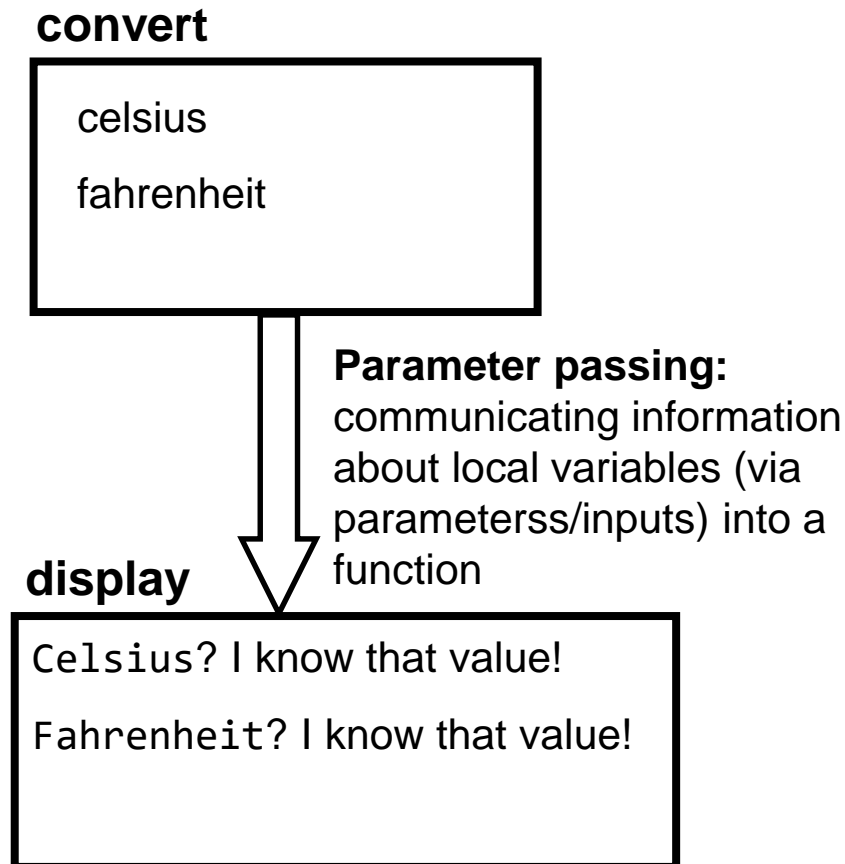 convert
celsius
fahrenheit
Parameter passing:
communicating information
about local variables (via
parameterss/inputs) into a
function
display
Celsius? I know that value!
Fahrenheit? I know that value!